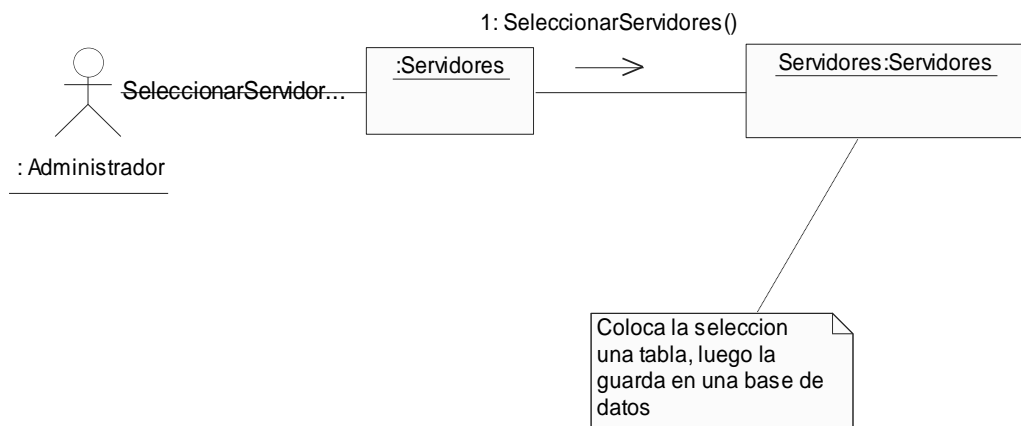 1: SeleccionarServidores()
:Servidores
Servidores:Servidores
SeleccionarServidor...
: Administrador
Coloca la seleccion
una tabla, luego la
guarda en una base de
datos